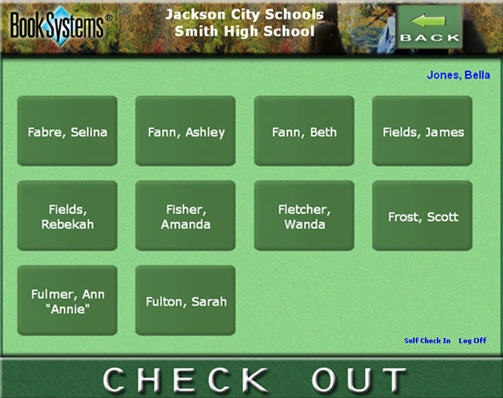 BookSystems®
Jackson City Schools
Smith High School
BACK
Jones, Bella
Fabre, Selina
Fann, Ashley
Fann, Beth
Fields, James
Fields,
Rebekah
Fisher,
Amanda
Fletcher,
Wanda
Frost, Scott
Fulmer, Ann
"Annie"
Fulton, Sarah
Self Check In
Log Off
CHECK OUT